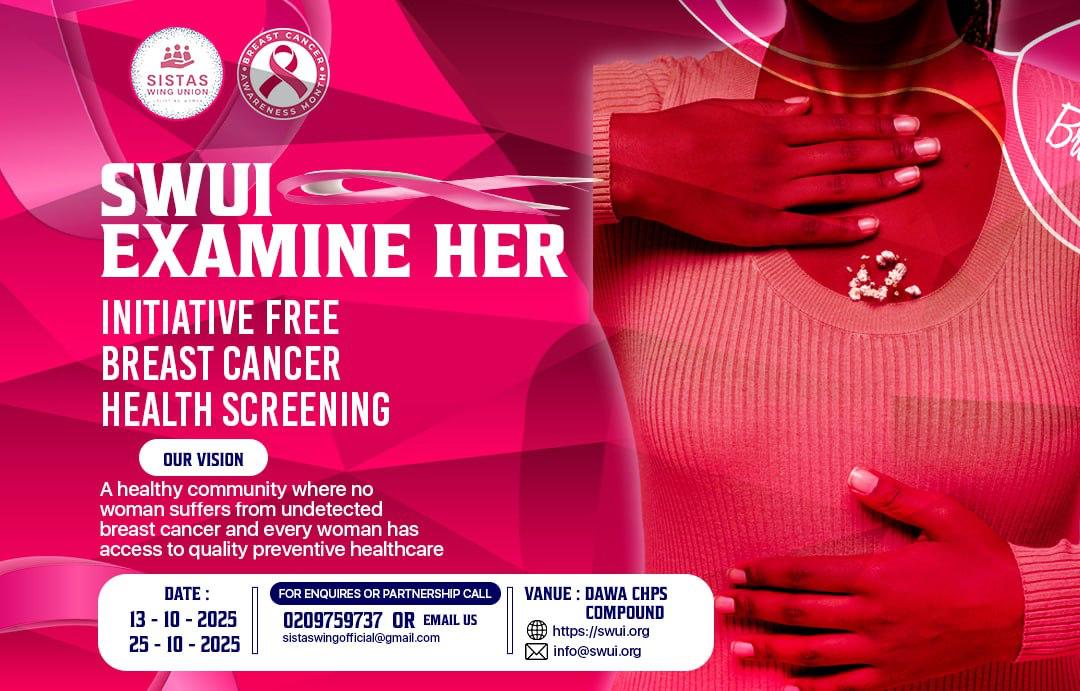 SISTAS
WING UNION
BREAST CANCER
AWARENESS MONTH
SWUI
EXAMINE HER
INITIATIVE FREE
BREAST CANCER
HEALTH SCREENING
OUR VISION
A healthy community where no
woman suffers from undetected
breast cancer and every woman has
access to quality preventive healthcare
DATE :
13 - 10 - 2025
25 - 10 - 2025
FOR ENQUIRES OR PARTNERSHIP CALL
0209759737 OR EMAIL US
sistaswingofficial@gmail.com
VANUE : DAWA CHPS
COMPOUND
https://swui.org
info@swui.org